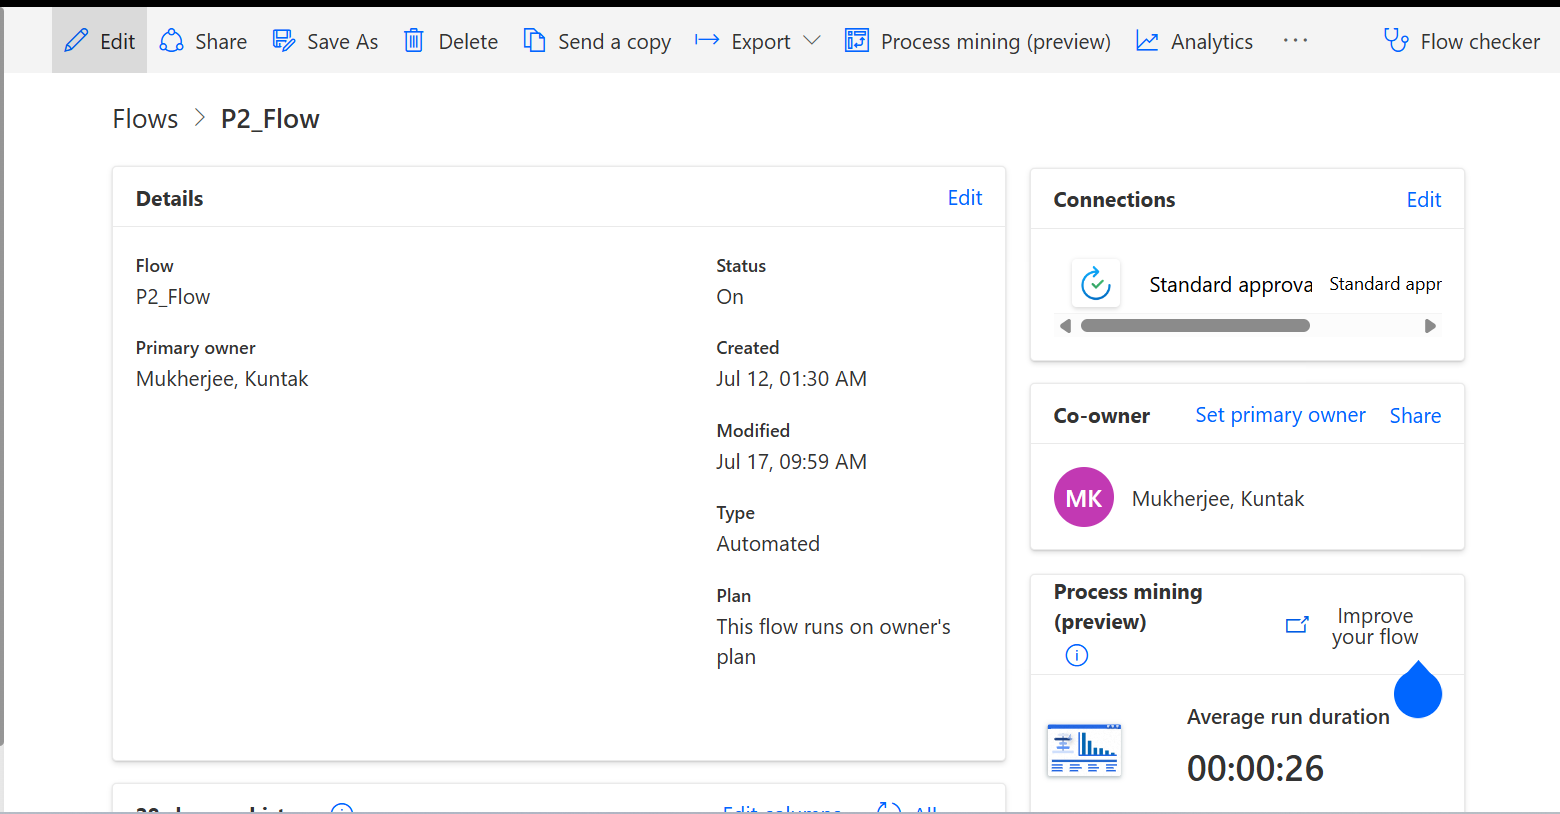 Edit Share Save As Delete Send a copy Export Process mining (preview) Analytics ··· Flow checker
Flows > P2_Flow
Details Edit
Flow
P2_Flow
Primary owner
Mukherjee, Kuntak
Status
On
Created
Jul 12, 01:30 AM
Modified
Jul 17, 09:59 AM
Type
Automated
Plan
This flow runs on owner's
plan
Connections Edit
Standard approva Standard appr
Co-owner Set primary owner Share
MK Mukherjee, Kuntak
Process mining
(preview)
Improve
your flow
Average run duration
00:00:26
Edit columns All